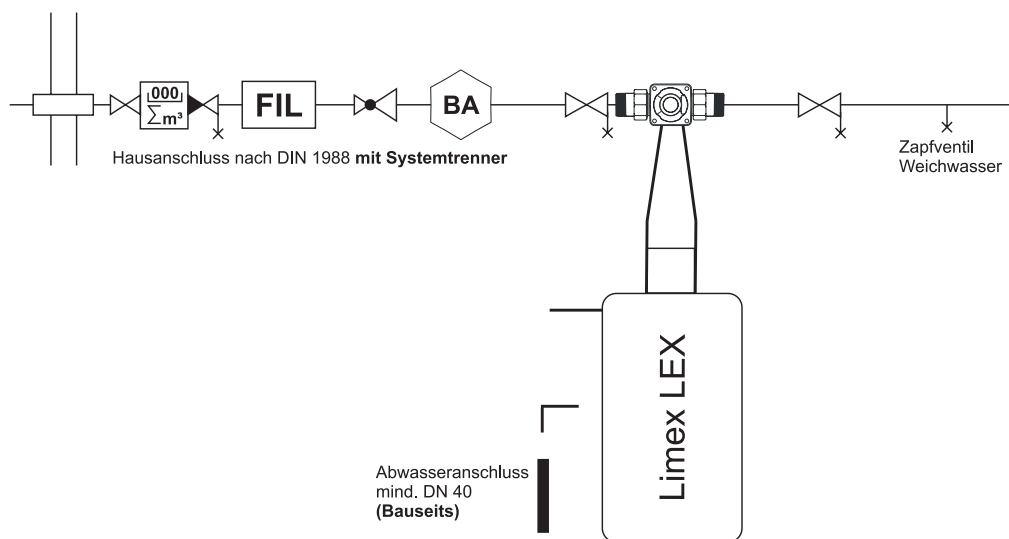 000
∑m³
FIL
BA
Hausanschluss nach DIN 1988 mit Systemtrenner
Zapfventil
Weichwasser
Limex LEX
Abwasseranschluss
mind. DN 40
(Bauseits)